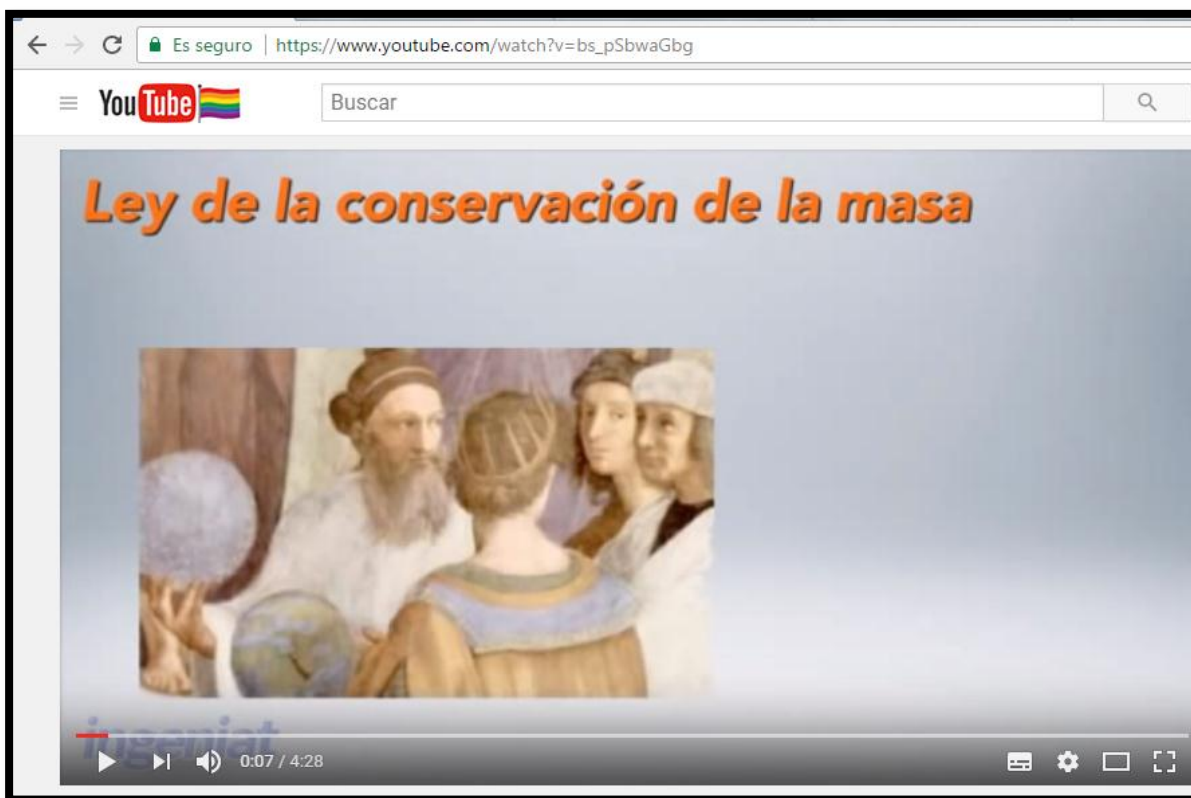 Es seguro | https://www.youtube.com/watch?v=bs_pSbwaGbg
YouTube
Buscar
Ley de la conservación de la masa
ingeniat
0:07 / 4:28